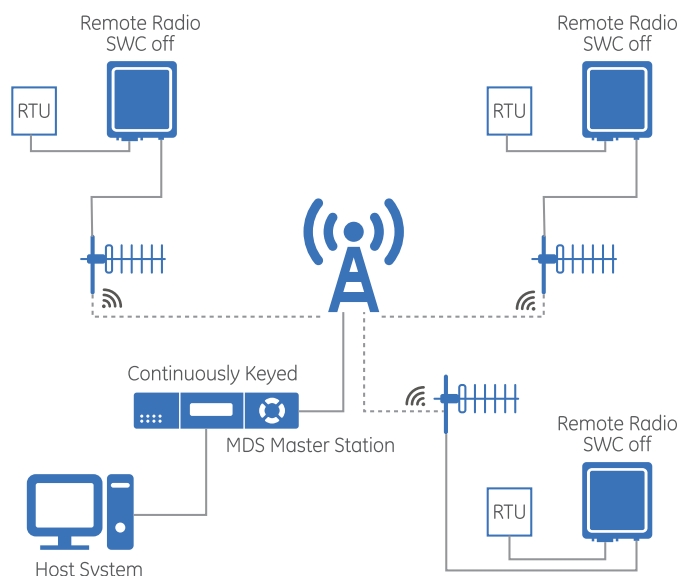 Remote Radio
SWC off
RTU
Remote Radio
SWC off
RTU
Continuously Keyed
MDS Master Station
Host System
Remote Radio
SWC off
RTU